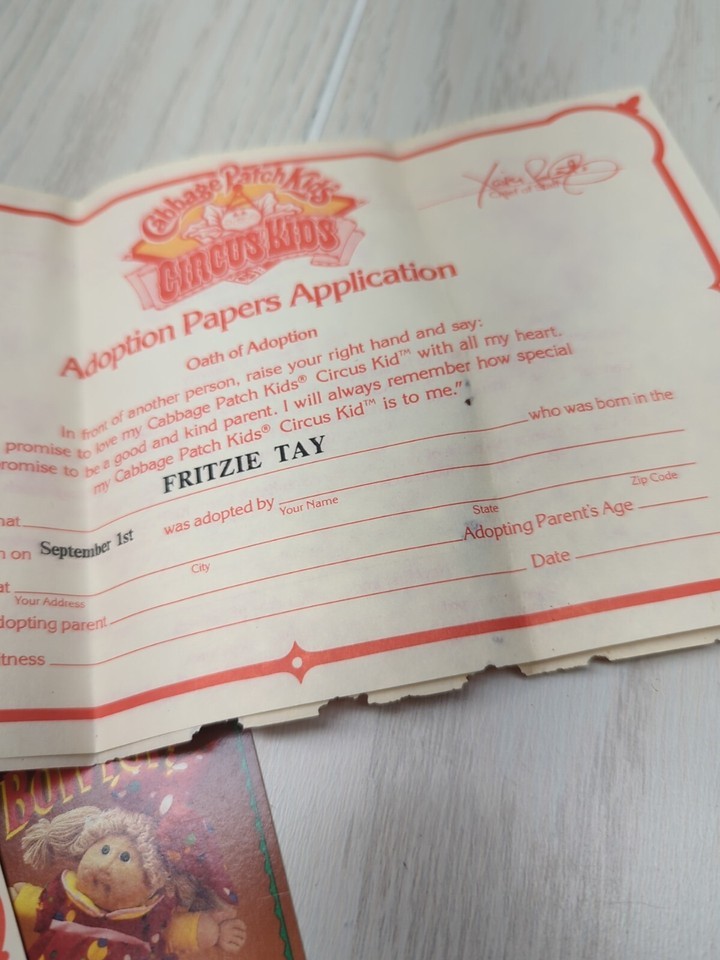 Cabbage Patch Kids
CIRCUS KIDS
Adoption Papers Application
Oath of Adoption
In front of another person, raise your right hand and say:
promise to love my Cabbage Patch Kids® Circus Kid™ with all my heart.
romise to be a good and kind parent. I will always remember how special
my Cabbage Patch Kids® Circus Kid™ is to me."
hat FRITZIE TAY who was born in the
n on September 1st was adopted by
Your Name
at
City State Zip Code
Your Address
dopting parent Adopting Parent's Age
itness Date